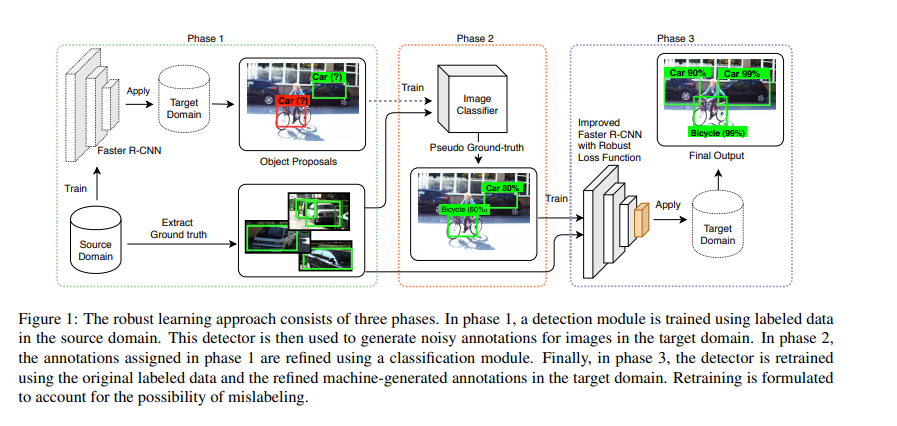 Phase 1
Phase 2
Phase 3
Apply
Target
Domain
Faster R-CNN
Car (?)
Car (?)
Object Proposals
Train
Source
Domain
Extract
Ground truth
Train
Image
Classifier
Pseudo Ground-truth
Car 80%
Bicycle (60%)
Train
Improved
Faster R-CNN
with Robust
Loss Function
Apply
Target
Domain
Car 90%
Car 99%
Bicycle (99%)
Final Output
Figure 1: The robust learning approach consists of three phases. In phase 1, a detection module is trained using labeled data
in the source domain. This detector is then used to generate noisy annotations for images in the target domain. In phase 2,
the annotations assigned in phase 1 are refined using a classification module. Finally, in phase 3, the detector is retrained
using the original labeled data and the refined machine-generated annotations in the target domain. Retraining is formulated
to account for the possibility of mislabeling.